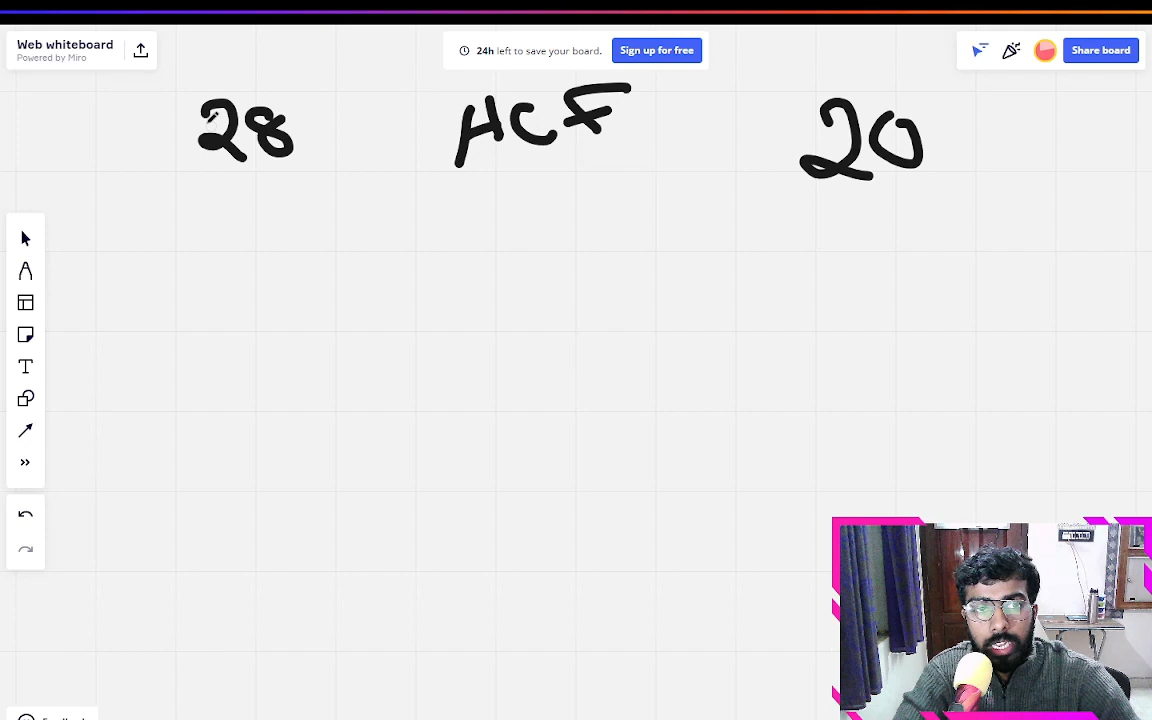 Web whiteboard
Powered by Miro
24h left to save your board.
Sign up for free
Share board
28 HCF 20
T